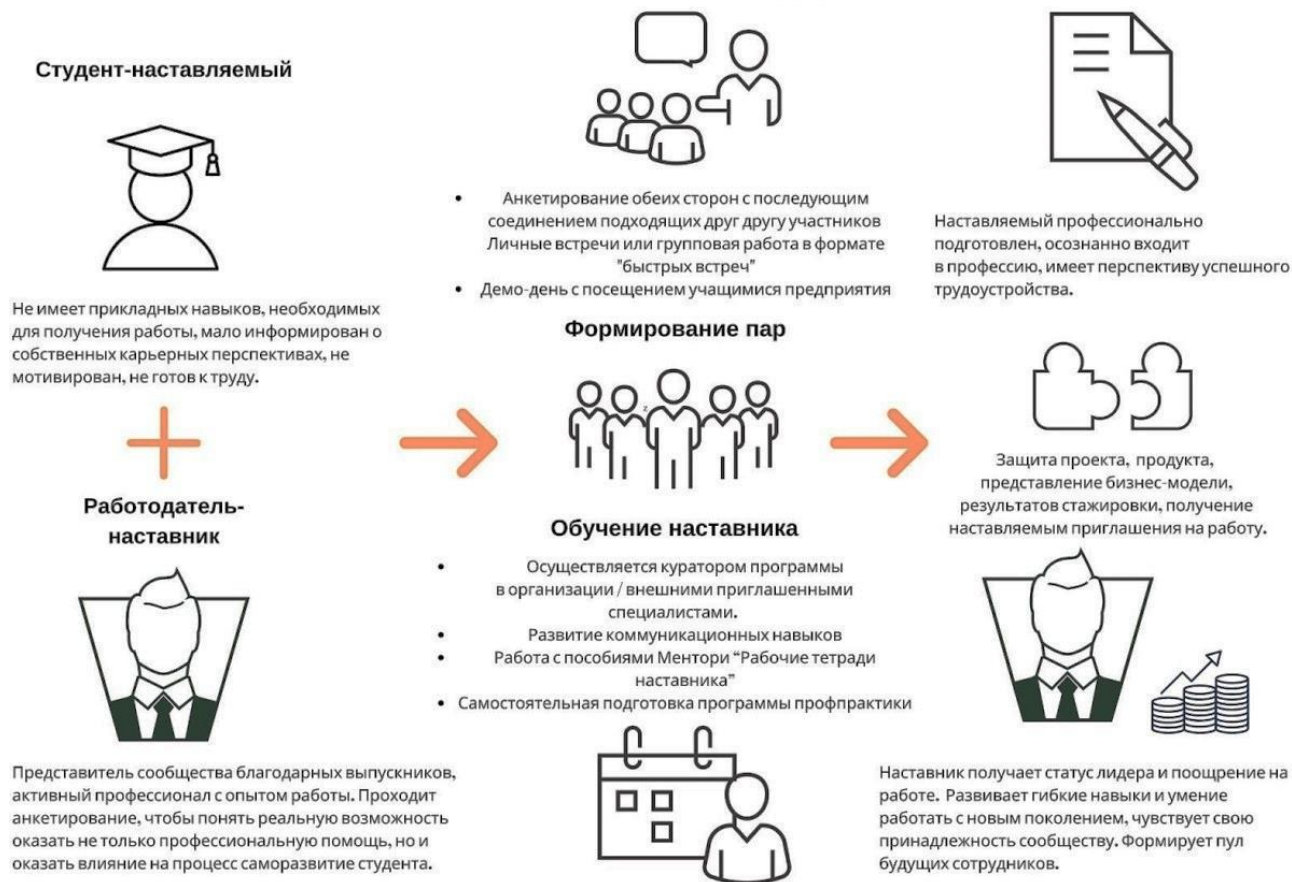 Студент-наставляемый
Не имеет прикладных навыков, необходимых
для получения работы, мало информирован о
собственных карьерных перспективах, не
мотивирован, не готов к труду.
Работодатель-
наставник
Представитель сообщества благодарных выпускников,
активный профессионал с опытом работы. Проходит
анкетирование, чтобы понять реальную возможность
оказать не только профессиональную помощь, но и
оказать влияние на процесс саморазвитие студента.
• Анкетирование обеих сторон с последующим
соединением подходящих друг другу участников
Личные встречи или групповая работа в формате
"быстрых встреч"
• Демо-день с посещением учащимися предприятия
Формирование пар
z
Обучение наставника
• Осуществляется куратором программы
в организации / внешними приглашенными
специалистами.
• Развитие коммуникационных навыков
• Работа с пособиями Ментори “Рабочие тетради
наставника”
• Самостоятельная подготовка программы профпрактики
Наставляемый профессионально
подготовлен, осознанно входит
в профессию, имеет перспективу успешного
трудоустройства.
Защита проекта, продукта,
представление бизнес-модели,
результатов стажировки, получение
наставляемым приглашения на работу.
Наставник получает статус лидера и поощрение на
работе. Развивает гибкие навыки и умение
работать с новым поколением, чувствует свою
принадлежность сообществу. Формирует пул
будущих сотрудников.